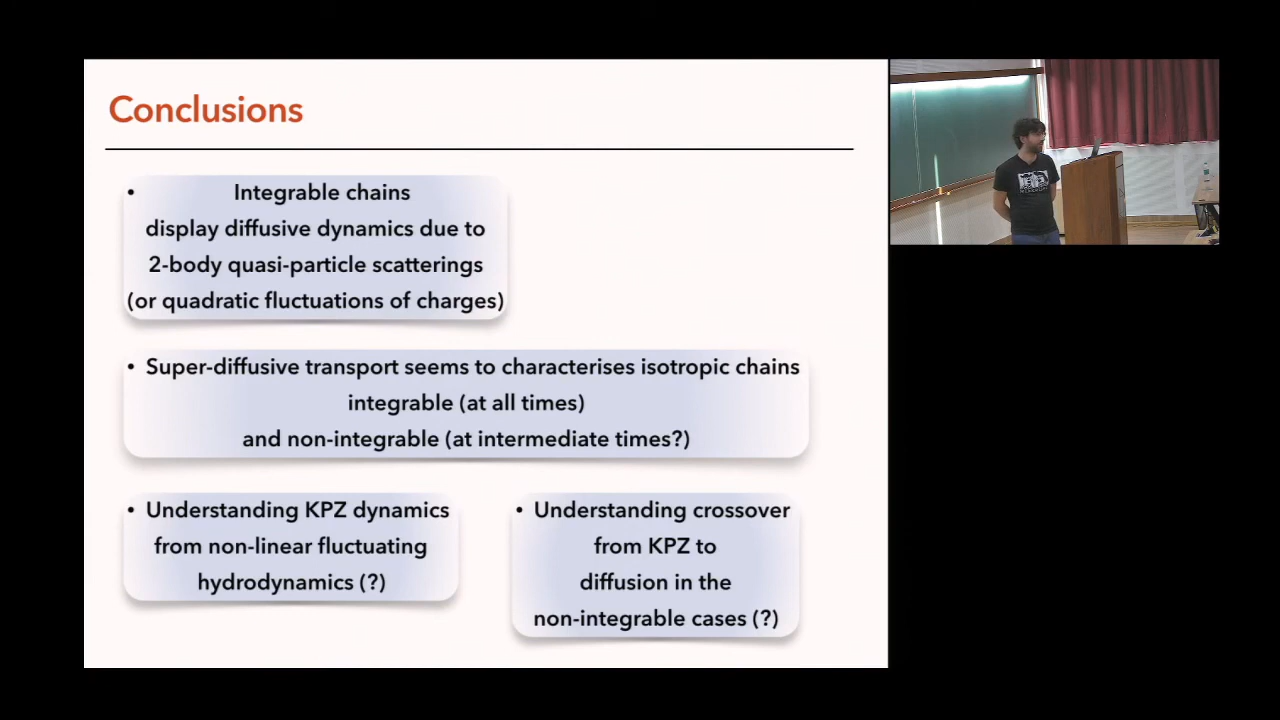 Conclusions
• Integrable chains
display diffusive dynamics due to
2-body quasi-particle scatterings
(or quadratic fluctuations of charges)
• Super-diffusive transport seems to characterises isotropic chains
integrable (at all times)
and non-integrable (at intermediate times?)
• Understanding KPZ dynamics
from non-linear fluctuating
hydrodynamics (?)
• Understanding crossover
from KPZ to
diffusion in the
non-integrable cases (?)